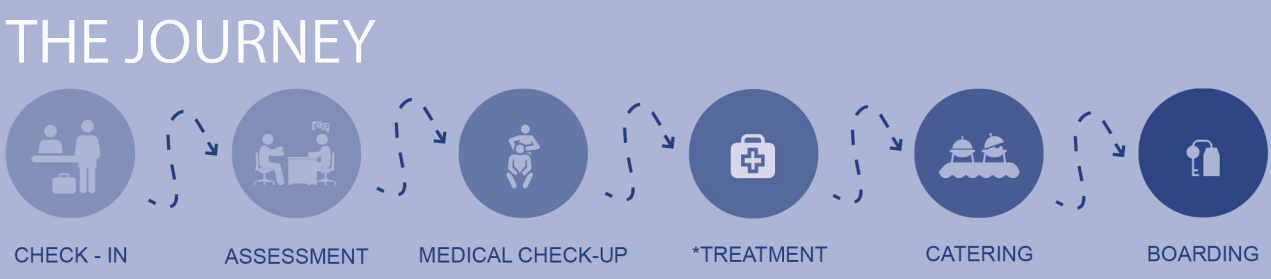 THE JOURNEY
CHECK - IN
ASSESSMENT
MEDICAL CHECK-UP
*TREATMENT
CATERING
BOARDING